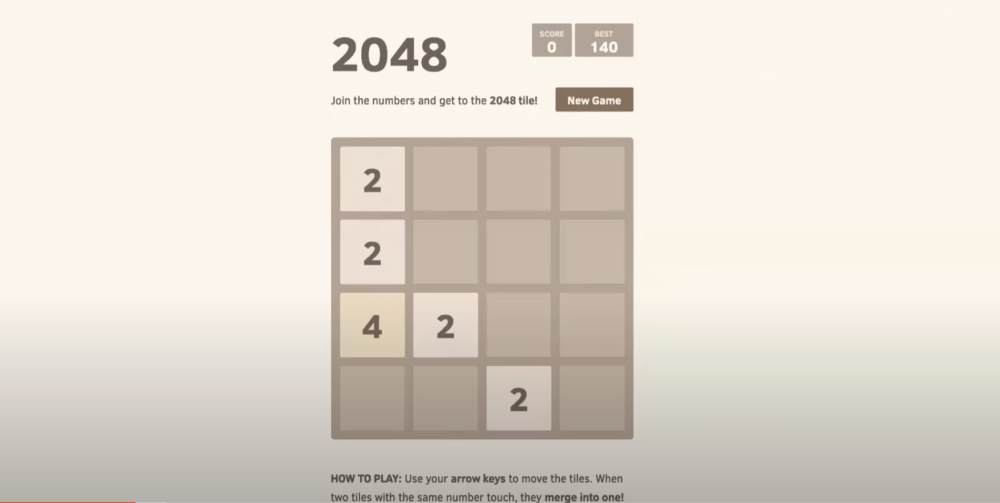 2048
SCORE
0
BEST
140
Join the numbers and get to the 2048 tile!
New Game
2
2
4 2
2
HOW TO PLAY: Use your arrow keys to move the tiles. When
two tiles with the same number touch, they merge into one!